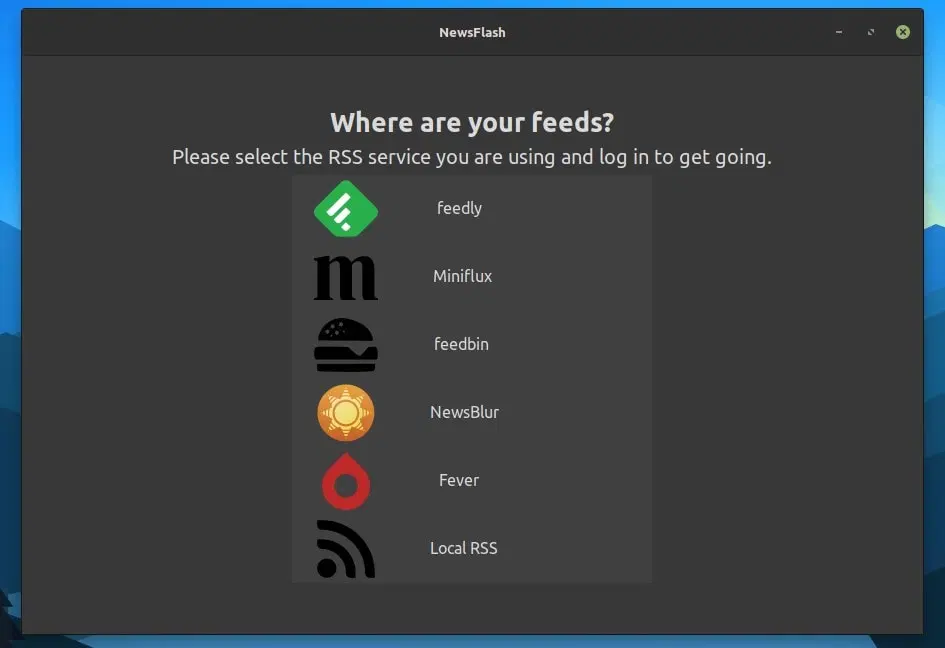 NewsFlash
Where are your feeds?
Please select the RSS service you are using and log in to get going.
feedly
Miniflux
feedbin
NewsBlur
Fever
Local RSS